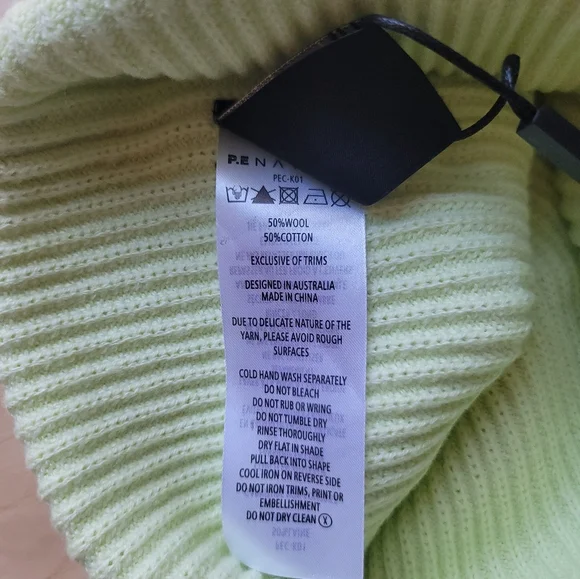 P.E NA
PEC-K01
50%WOOL
50%COTTON
EXCLUSIVE OF TRIMS
DESIGNED IN AUSTRALIA
MADE IN CHINA
DUE TO DELICATE NATURE OF THE
YARN, PLEASE AVOID ROUGH
SURFACES
COLD HAND WASH SEPARATELY
DO NOT BLEACH
DO NOT RUB OR WRING
DO NOT TUMBLE DRY
RINSE THOROUGHLY
DRY FLAT IN SHADE
PULL BACK INTO SHAPE
COOL IRON ON REVERSE SIDE
DO NOT IRON TRIMS, PRINT OR
EMBELLISHMENT
DO NOT DRY CLEAN Ⓧ